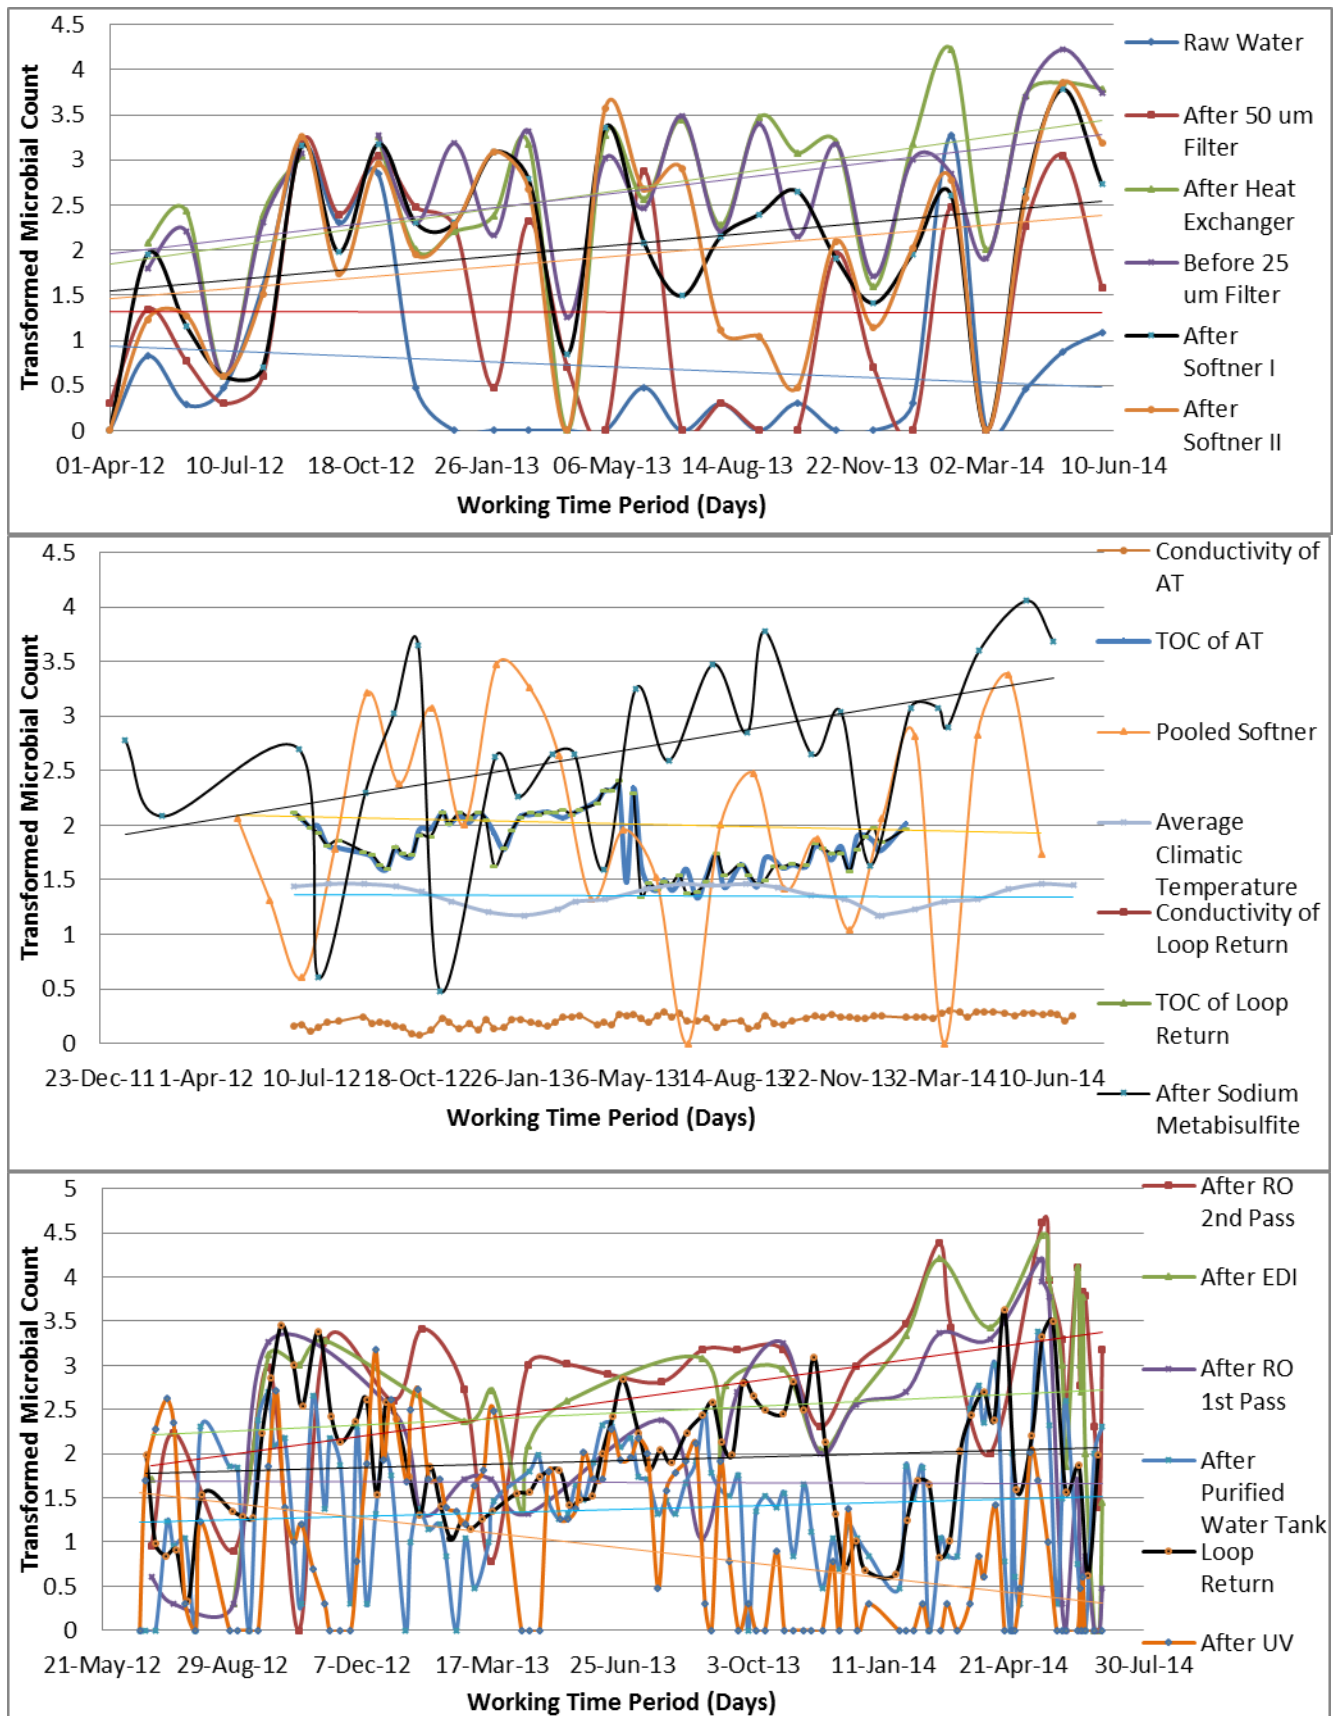 4.5
4
3.5
3
2.5
2
1.5
1
0.5
0
Transformed Microbial Count
01-Apr-12 10-Jul-12 18-Oct-12 26-Jan-13 06-May-13 14-Aug-13 22-Nov-13 02-Mar-14 10-Jun-14
Working Time Period (Days)
Raw Water
After 50 um
Filter
After Heat
Exchanger
Before 25
um Filter
After
Softner I
After
Softner II
4.5
4
3.5
3
2.5
2
1.5
1
0.5
0
Transformed Microbial Count
23-Dec-11 1-Apr-12 10-Jul-12 18-Oct-12 26-Jan-13 6-May-13 14-Aug-13 22-Nov-13 2-Mar-14 10-Jun-14
Working Time Period (Days)
Conductivity of
AT
TOC of AT
Pooled Softner
Average
Climatic
Temperature
Conductivity of
Loop Return
TOC of Loop
Return
After Sodium
Metabisulfite
5
4.5
4
3.5
3
2.5
2
1.5
1
0.5
0
Transformed Microbial Count
21-May-12 29-Aug-12 7-Dec-12 17-Mar-13 25-Jun-13 3-Oct-13 11-Jan-14 21-Apr-14 30-Jul-14
Working Time Period (Days)
After RO
2nd Pass
After EDI
After RO
1st Pass
After
Purified
Water Tank
Loop
Return
After UV